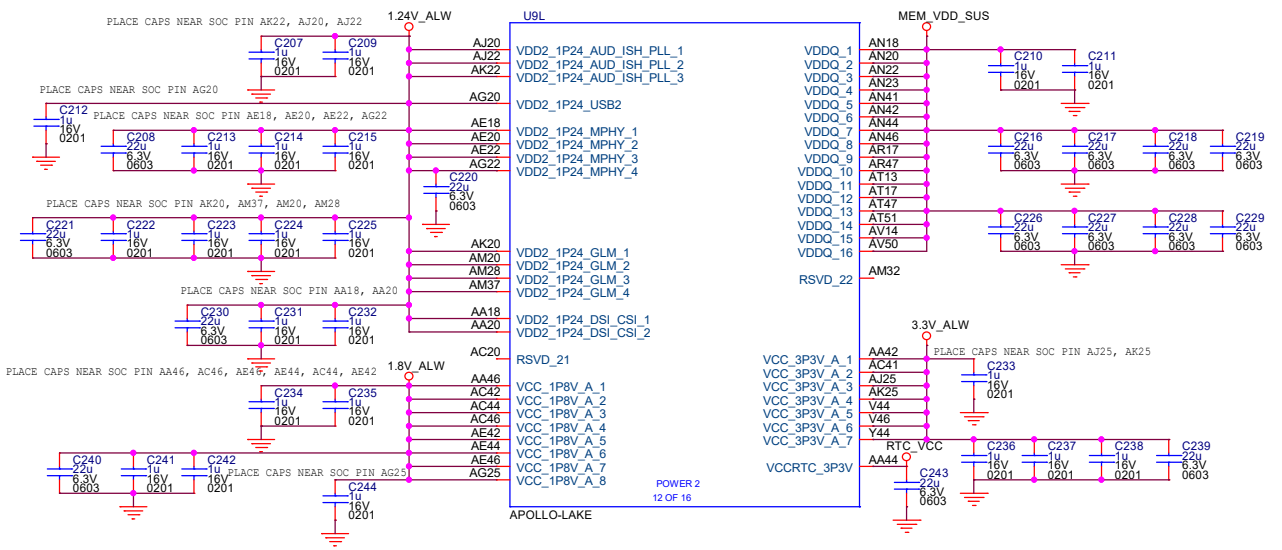 PLACE CAPS NEAR SOC PIN AK22, AJ20, AJ22
1.24V_ALW
C207
1u
16V
0201
C209
1u
16V
0201
PLACE CAPS NEAR SOC PIN AG20
C212
1u
16V
0201
PLACE CAPS NEAR SOC PIN AE18, AE20, AE22, AG22
C208
22u
6.3V
0603
C213
1u
16V
0201
C214
1u
16V
0201
C215
1u
16V
0201
C220
22u
6.3V
0603
PLACE CAPS NEAR SOC PIN AK20, AM37, AM20, AM28
C221
22u
6.3V
0603
C222
1u
16V
0201
C223
1u
16V
0201
C224
1u
16V
0201
C225
1u
16V
0201
PLACE CAPS NEAR SOC PIN AA18, AA20
C230
22u
6.3V
0603
C231
1u
16V
0201
C232
1u
16V
0201
PLACE CAPS NEAR SOC PIN AA46, AC46, AE46, AE44, AC44, AE42
1.8V_ALW
C234
1u
16V
0201
C235
1u
16V
0201
C240
22u
6.3V
0603
C241
1u
16V
0201
C242
1u
16V
0201
PLACE CAPS NEAR SOC PIN AG25
C244
1u
16V
0201
U9L
AJ20 VDD2_1P24_AUD_ISH_PLL_1
AJ22 VDD2_1P24_AUD_ISH_PLL_2
AK22 VDD2_1P24_AUD_ISH_PLL_3
AG20 VDD2_1P24_USB2
AE18 VDD2_1P24_MPHY_1
AE20 VDD2_1P24_MPHY_2
AE22 VDD2_1P24_MPHY_3
AG22 VDD2_1P24_MPHY_4
AK20 VDD2_1P24_GLM_1
AM20 VDD2_1P24_GLM_2
AM28 VDD2_1P24_GLM_3
AM37 VDD2_1P24_GLM_4
AA18 VDD2_1P24_DSI_CSI_1
AA20 VDD2_1P24_DSI_CSI_2
AC20 RSVD_21
AA46 VCC_1P8V_A_1
AC42 VCC_1P8V_A_2
AC44 VCC_1P8V_A_3
AC46 VCC_1P8V_A_4
AE42 VCC_1P8V_A_5
AE44 VCC_1P8V_A_6
AE46 VCC_1P8V_A_7
AG25 VCC_1P8V_A_8
VDDQ_1 AN18
VDDQ_2 AN20
VDDQ_3 AN22
VDDQ_4 AN23
VDDQ_5 AN41
VDDQ_6 AN42
VDDQ_7 AN44
VDDQ_8 AN46
VDDQ_9 AR17
VDDQ_10 AR47
VDDQ_11 AT13
VDDQ_12 AT17
VDDQ_13 AT47
VDDQ_14 AT51
VDDQ_15 AV14
VDDQ_16 AV50
RSVD_22 AM32
VCC_3P3V_A_1 AA42
VCC_3P3V_A_2 AC41
VCC_3P3V_A_3 AJ25
VCC_3P3V_A_4 AK25
VCC_3P3V_A_5 V44
VCC_3P3V_A_6 V46
VCC_3P3V_A_7 Y44
VCCRTC_3P3V AA44
POWER 2
12 OF 16
APOLLO-LAKE
MEM_VDD_SUS
C210
1u
16V
0201
C211
1u
16V
0201
C216
22u
6.3V
0603
C217
22u
6.3V
0603
C218
22u
6.3V
0603
C219
22u
6.3V
0603
C226
22u
6.3V
0603
C227
22u
6.3V
0603
C228
22u
6.3V
0603
C229
22u
6.3V
0603
3.3V_ALW
PLACE CAPS NEAR SOC PIN AJ25, AK25
C233
1u
16V
0201
RTC_VCC
C243
22u
6.3V
0603
C236
1u
16V
0201
C237
1u
16V
0201
C238
1u
16V
0201
C239
22u
6.3V
0603